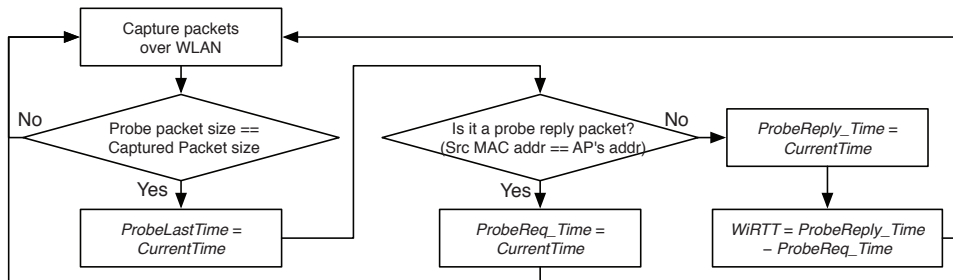 Capture packets
over WLAN
No
Probe packet size ==
Captured Packet size
Yes
ProbeLastTime =
CurrentTime
Is it a probe reply packet?
(Src MAC addr == AP's addr)
No
Yes
ProbeReq_Time =
CurrentTime
ProbeReply_Time =
CurrentTime
WiRTT = ProbeReply_Time
– ProbeReq_Time